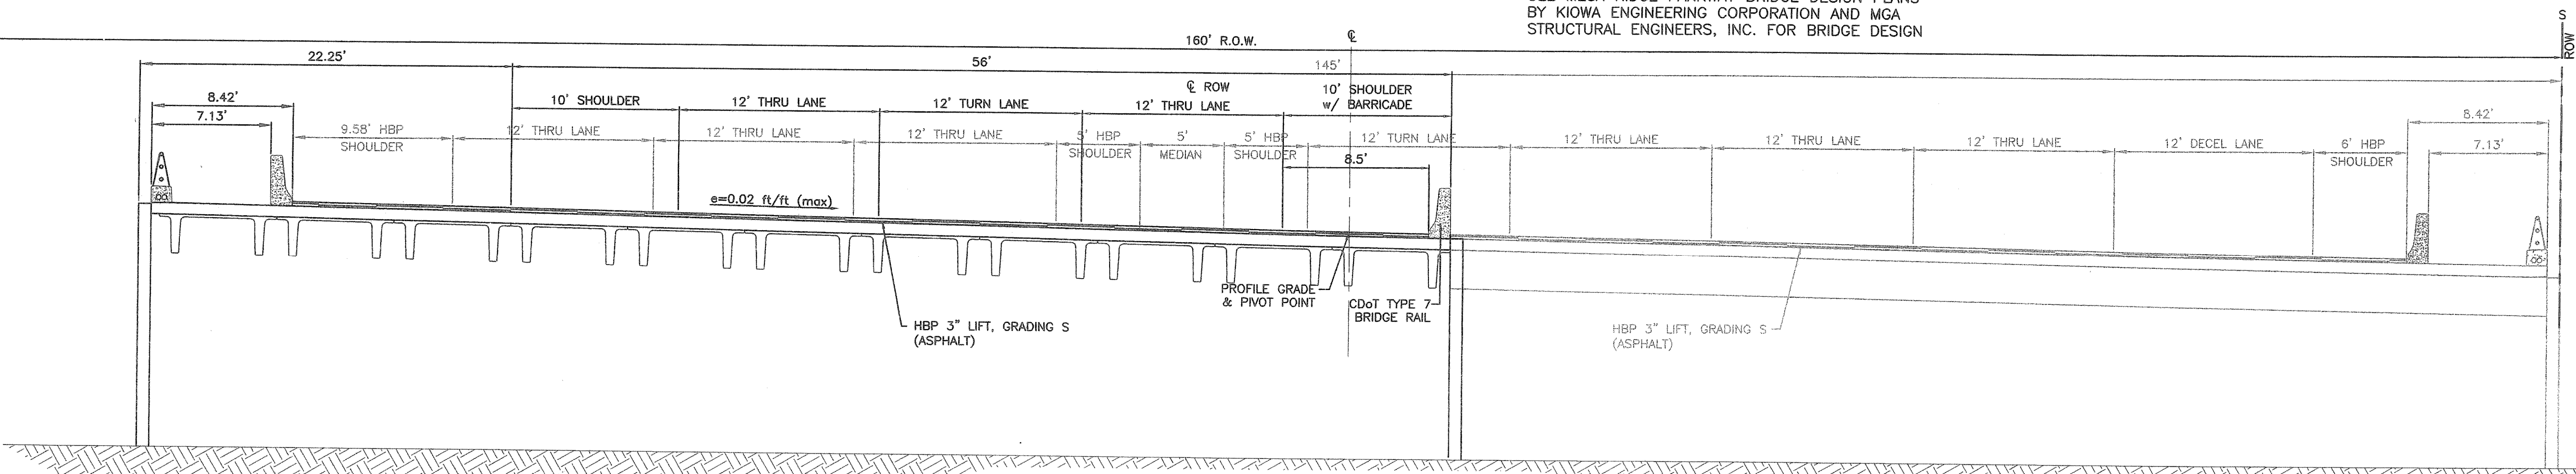 BY KIOWA ENGINEERING CORPORATION AND MGA
STRUCTURAL ENGINEERS, INC. FOR BRIDGE DESIGN
S
ROW
160' R.O.W.
℄
22.25'
56'
145'
8.42'
7.13'
10' SHOULDER
12' THRU LANE
12' TURN LANE
℄ ROW
12' THRU LANE
10' SHOULDER
w/ BARRICADE
9.58' HBP
SHOULDER
12' THRU LANE
12' THRU LANE
12' THRU LANE
5' HBP
SHOULDER
5'
MEDIAN
5' HBP
SHOULDER
12' TURN LANE
8.5'
12' THRU LANE
12' THRU LANE
12' THRU LANE
12' DECEL LANE
6' HBP
SHOULDER
8.42'
7.13'
e=0.02 ft/ft (max)
PROFILE GRADE
& PIVOT POINT
CDoT TYPE 7
BRIDGE RAIL
HBP 3" LIFT, GRADING S
(ASPHALT)
HBP 3" LIFT, GRADING S
(ASPHALT)